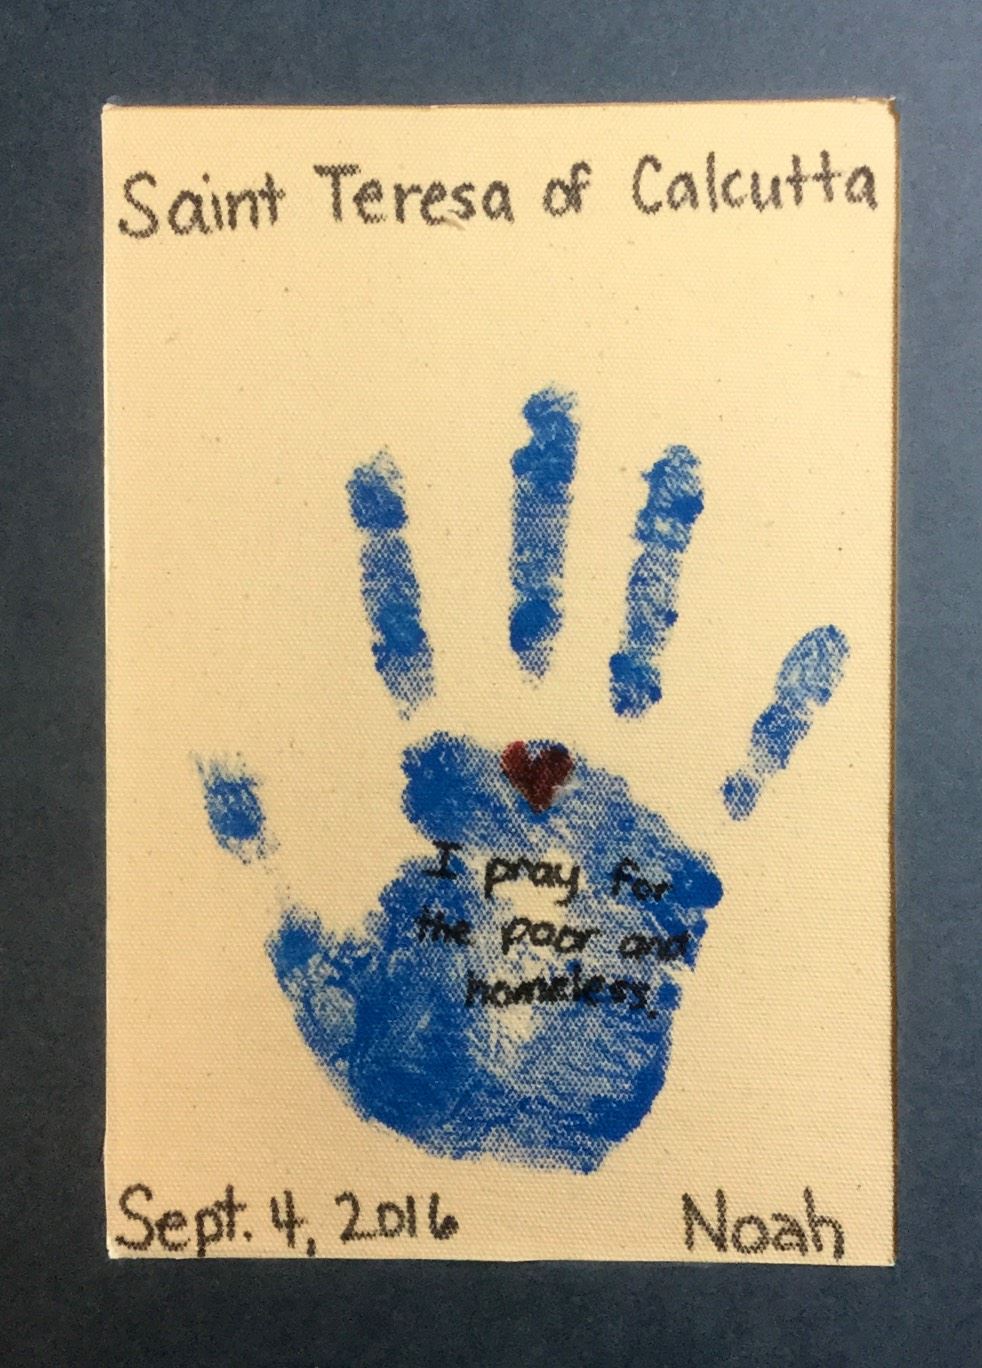 Saint Teresa of Calcutta
I pray for
the poor and
homeless.
Sept. 4, 2016
Noah